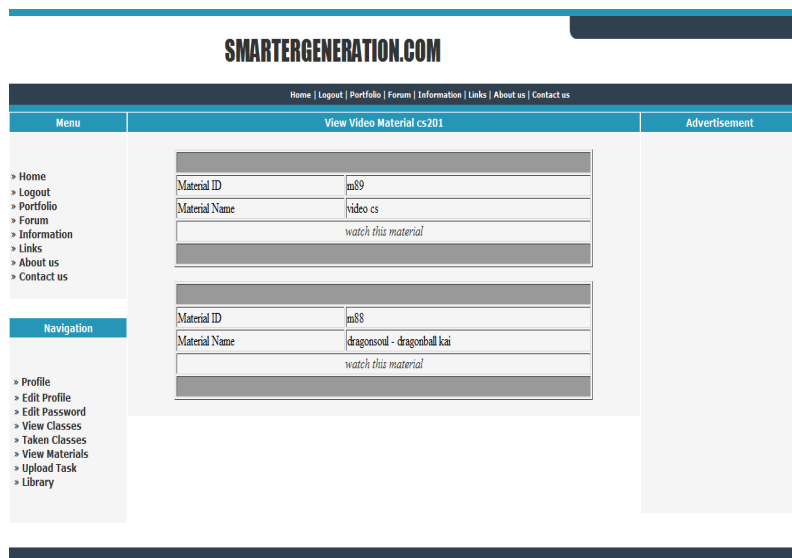 SMARTERGENERATION.COM
Home | Logout | Portfolio | Forum | Information | Links | About us | Contact us
Menu
View Video Material cs201
Advertisement
» Home
» Logout
» Portfolio
» Forum
» Information
» Links
» About us
» Contact us
Navigation
» Profile
» Edit Profile
» Edit Password
» View Classes
» Taken Classes
» View Materials
» Upload Task
» Library
Material ID m89
Material Name video cs
watch this material
Material ID m88
Material Name dragonsoul - dragonball kai
watch this material